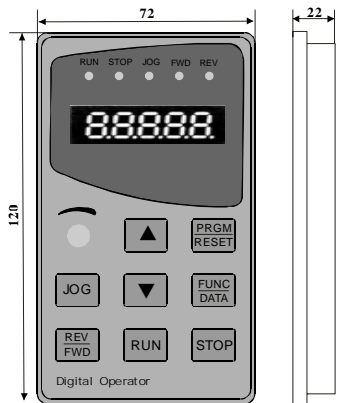 72
22
120
RUN STOP JOG FWD REV
8.8.8.8.8.
PRGM
RESET
JOG
FUNC
DATA
REV
FWD
RUN
STOP
Digital Operator